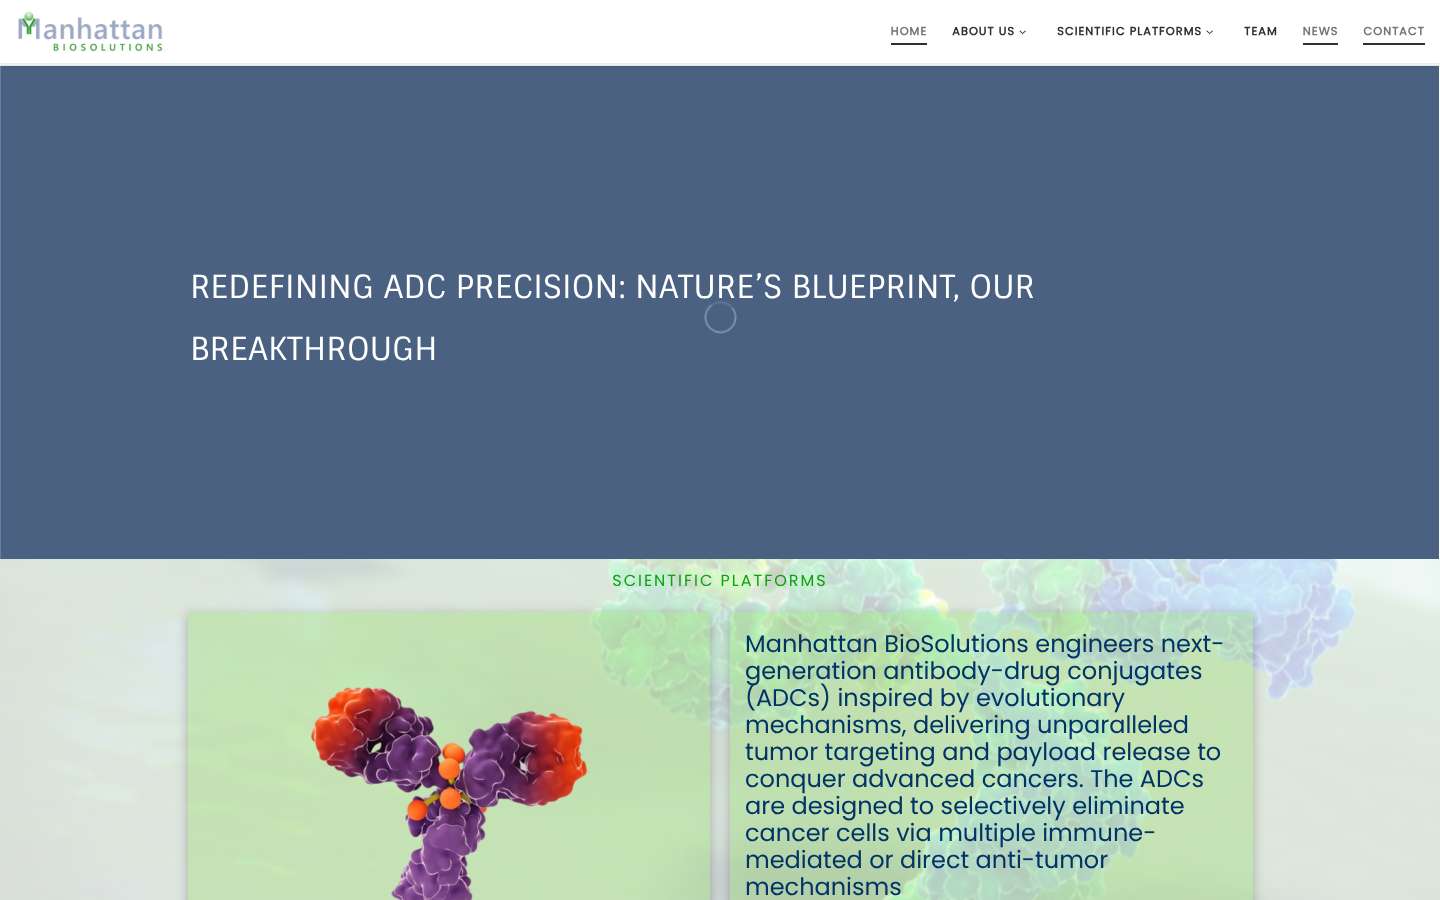 Manhattan
BIOSOLUTIONS
HOME
ABOUT US
SCIENTIFIC PLATFORMS
TEAM
NEWS
CONTACT
REDEFINING ADC PRECISION: NATURE’S BLUEPRINT, OUR
BREAKTHROUGH
SCIENTIFIC PLATFORMS
Manhattan BioSolutions engineers next-
generation antibody-drug conjugates
(ADCs) inspired by evolutionary
mechanisms, delivering unparalleled
tumor targeting and payload release to
conquer advanced cancers. The ADCs
are designed to selectively eliminate
cancer cells via multiple immune-
mediated or direct anti-tumor
mechanisms